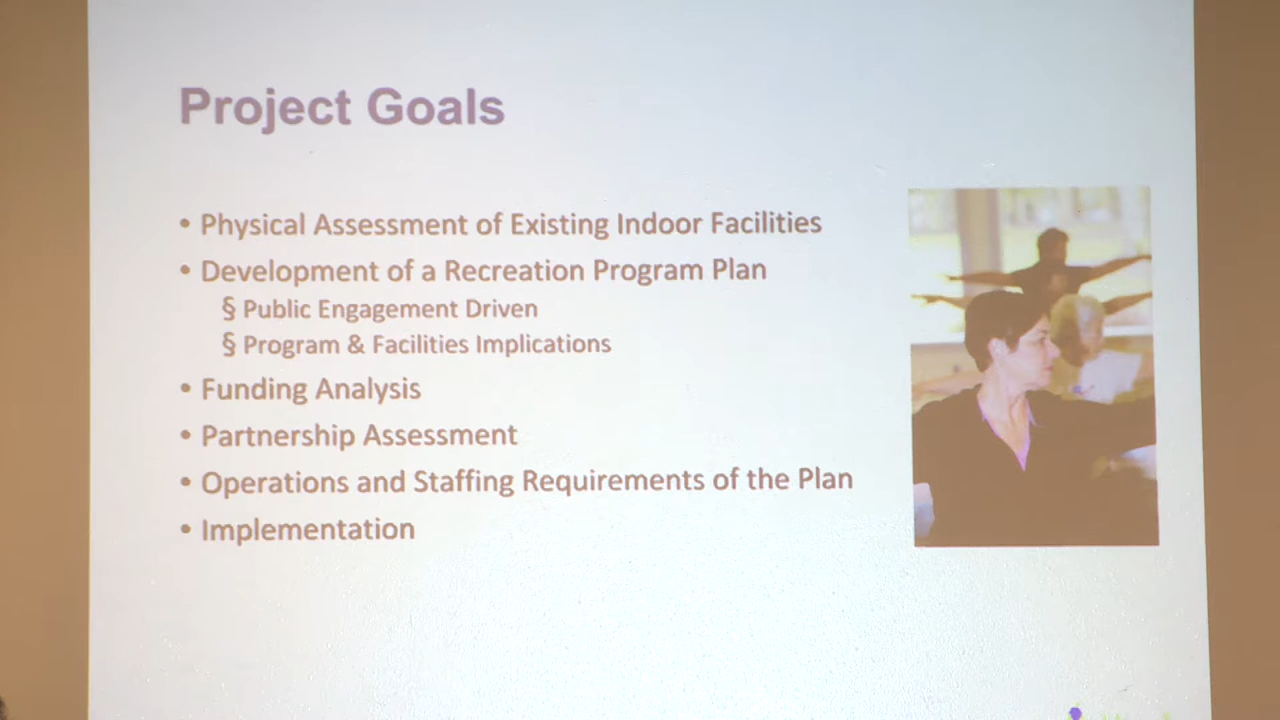 Project Goals
• Physical Assessment of Existing Indoor Facilities
• Development of a Recreation Program Plan
§ Public Engagement Driven
§ Program & Facilities Implications
• Funding Analysis
• Partnership Assessment
• Operations and Staffing Requirements of the Plan
• Implementation